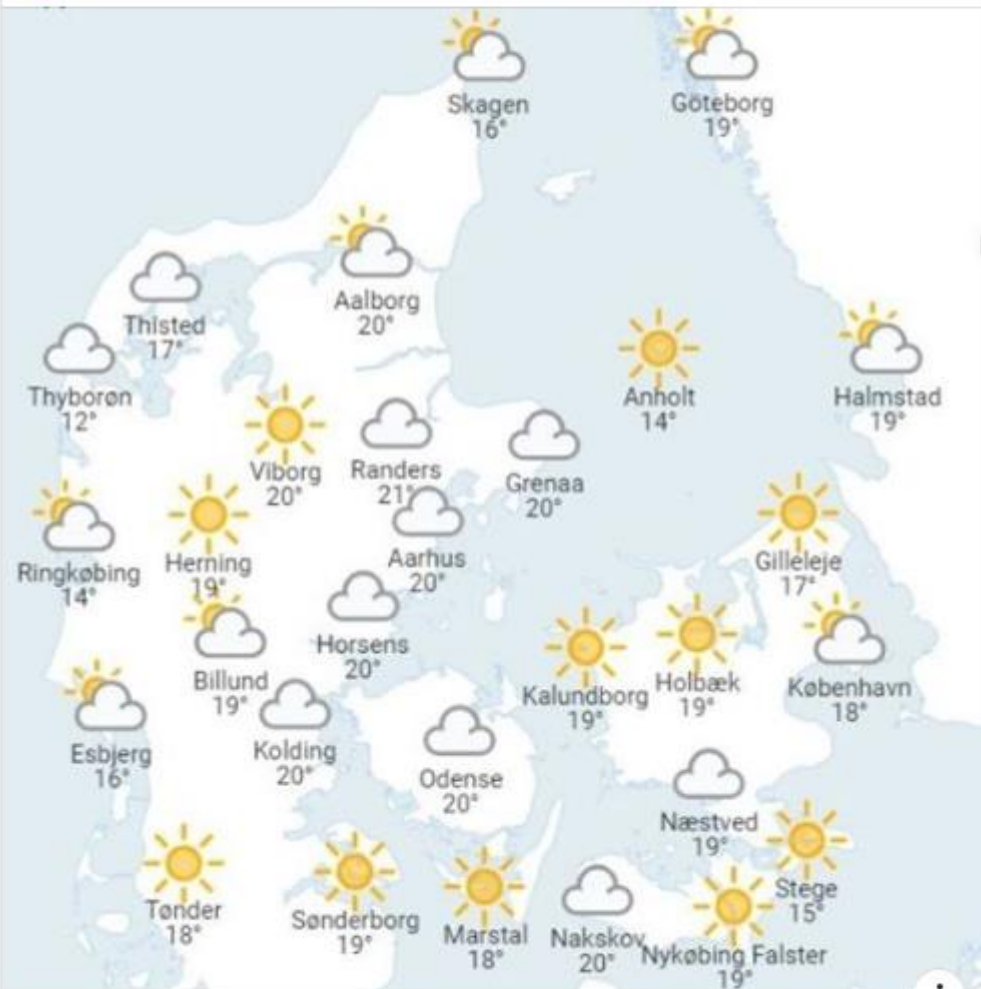 Skagen
16°
Göteborg
19°
Aalborg
20°
Thisted
17°
Thyborøn
12°
Anholt
14°
Halmstad
19°
Viborg
20°
Randers
21°
Grenaa
20°
Ringkøbing
14°
Herning
19°
Aarhus
20°
Gilleleje
17°
Billund
19°
Horsens
20°
Kalundborg
19°
Holbæk
19°
København
18°
Esbjerg
16°
Kolding
20°
Odense
20°
Næstved
19°
Tønder
18°
Sønderborg
19°
Marstal
18°
Nakskov
20°
Nykøbing Falster
19°
Stege
15°